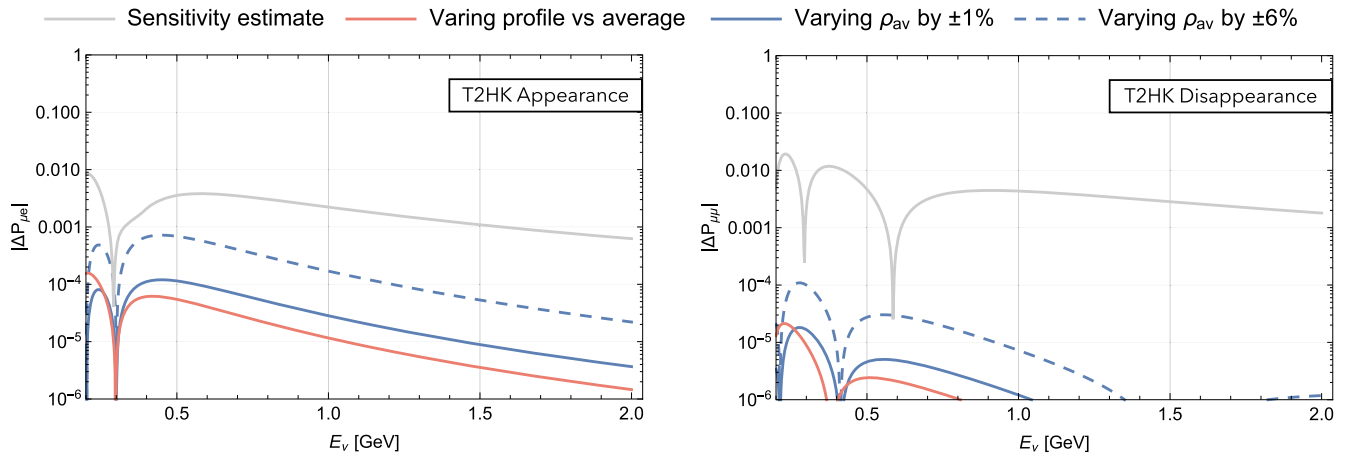 Sensitivity estimate Varing profile vs average Varying ρav by ±1% Varying ρav by ±6%
T2HK Appearance
|ΔPμe|
1
0.100
0.010
0.001
10⁻⁴
10⁻⁵
10⁻⁶
0.5 1.0 1.5 2.0
Eν [GeV]
T2HK Disappearance
|ΔPμμ|
1
0.100
0.010
0.001
10⁻⁴
10⁻⁵
10⁻⁶
0.5 1.0 1.5 2.0
Eν [GeV]